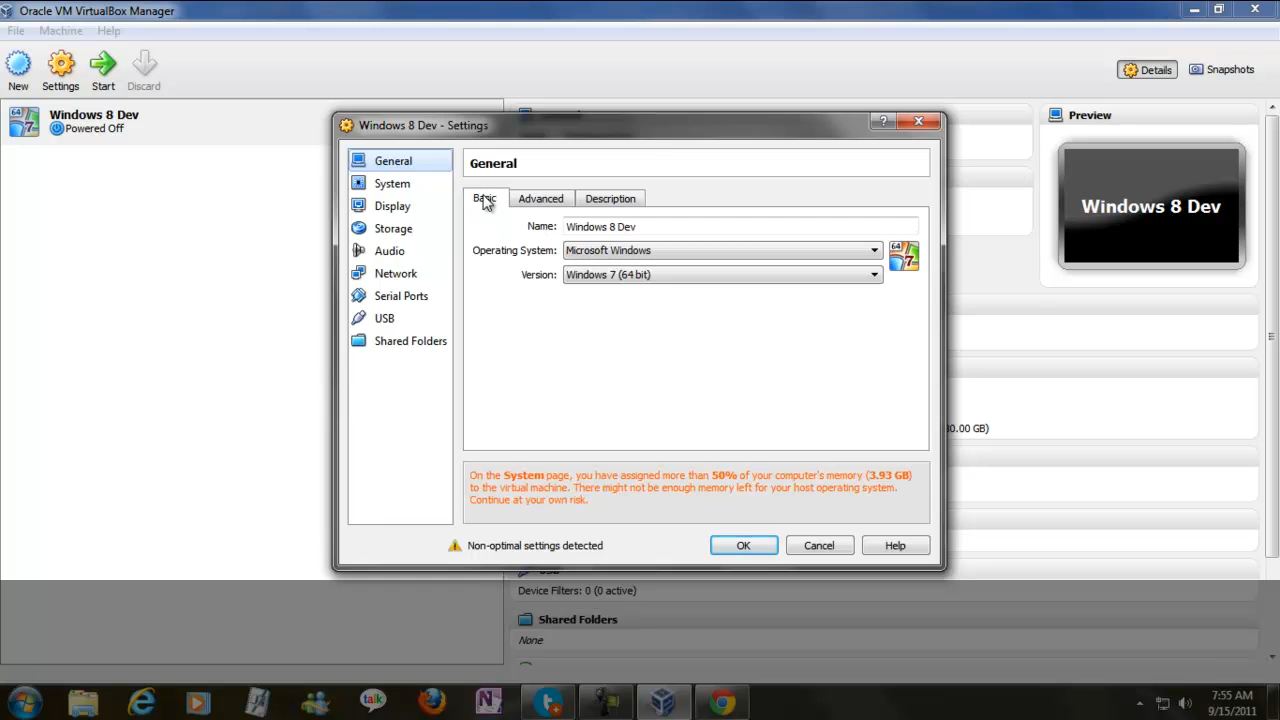 Oracle VM VirtualBox Manager
File Machine Help
New Settings Start Discard
Details Snapshots
64
Windows 8 Dev
Powered Off
Preview
Windows 8 Dev
Windows 8 Dev - Settings
General
System
Display
Storage
Audio
Network
Serial Ports
USB
Shared Folders
General
Basic Advanced Description
Name: Windows 8 Dev
Operating System: Microsoft Windows
64
Version: Windows 7 (64 bit)
On the System page, you have assigned more than 50% of your computer's memory (3.93 GB)
to the virtual machine. There might not be enough memory left for your host operating system.
Continue at your own risk.
Non-optimal settings detected
OK Cancel Help
GB)
Device Filters: 0 (0 active)
Shared Folders
None
talk
7:55 AM
9/15/2011